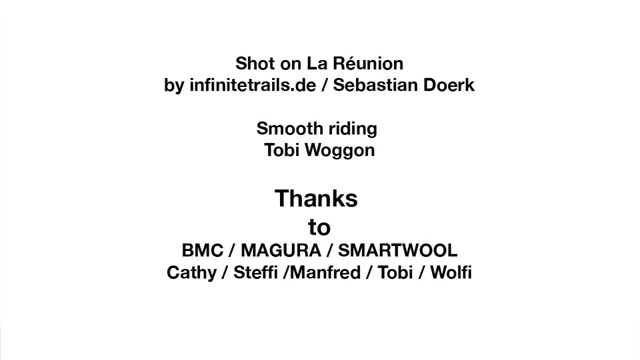 Shot on La Réunion
by infinitetrails.de / Sebastian Doerk
Smooth riding
Tobi Woggon
Thanks
to
BMC / MAGURA / SMARTWOOL
Cathy / Steffi /Manfred / Tobi / Wolfi